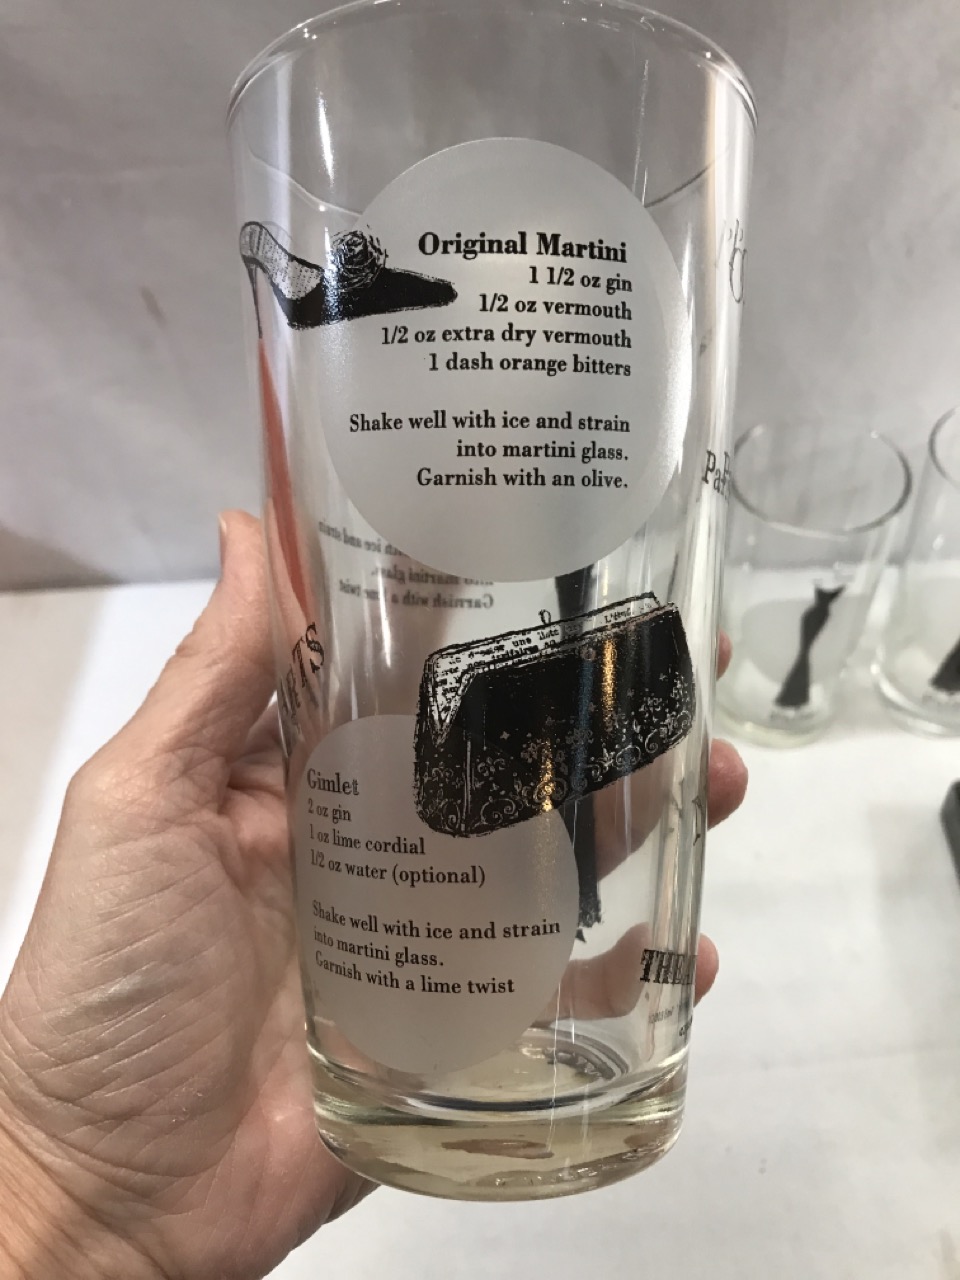 Original Martini
1 1/2 oz gin
1/2 oz vermouth
1/2 oz extra dry vermouth
1 dash orange bitters
Shake well with ice and strain
into martini glass.
Garnish with an olive.
Gimlet
2 oz gin
1 oz lime cordial
1/2 oz water (optional)
Shake well with ice and strain
into martini glass.
Garnish with a lime twist